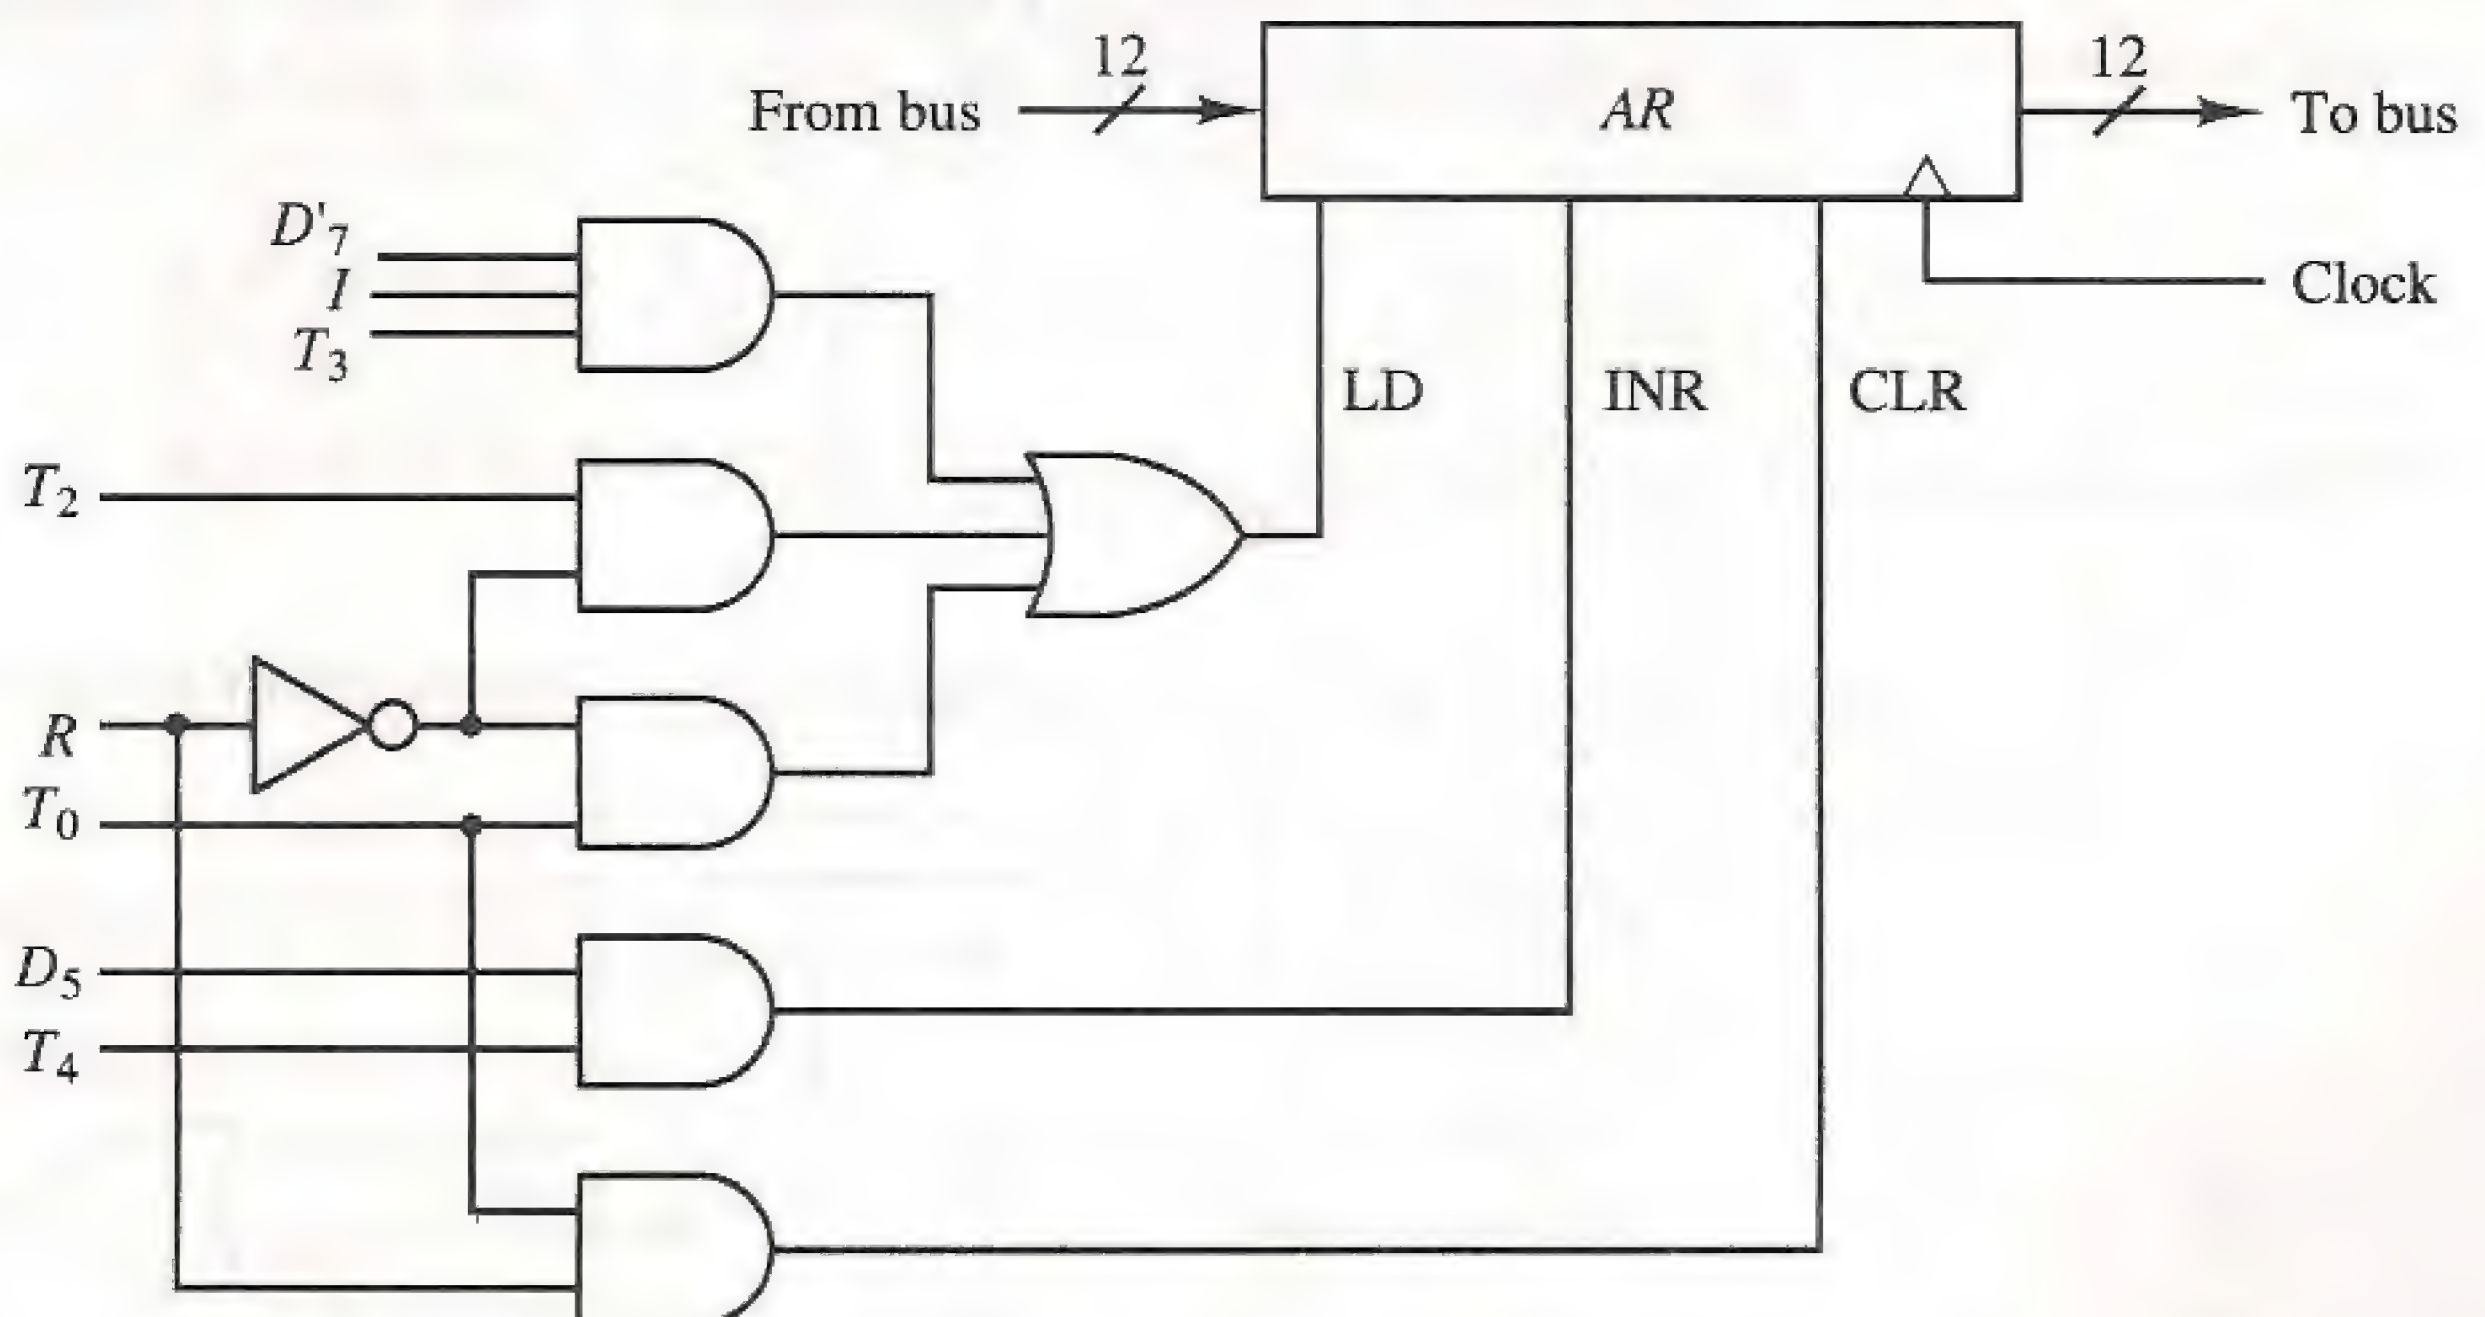 12
12
From bus
AR
To bus
D'7
I
T3
Clock
LD
INR
CLR
T2
R
T0
D5
T4